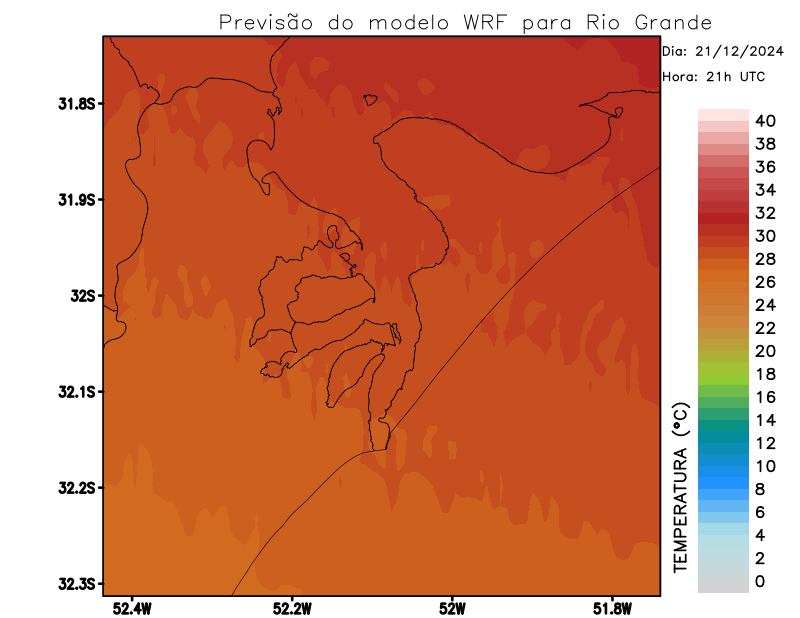 Previsão do modelo WRF para Rio Grande
Dia: 21/12/2024
Hora: 21h UTC
31.8S
31.9S
32S
32.1S
32.2S
32.3S
52.4W
52.2W
52W
51.8W
TEMPERATURA (°C)
40
38
36
34
32
30
28
26
24
22
20
18
16
14
12
10
8
6
4
2
0